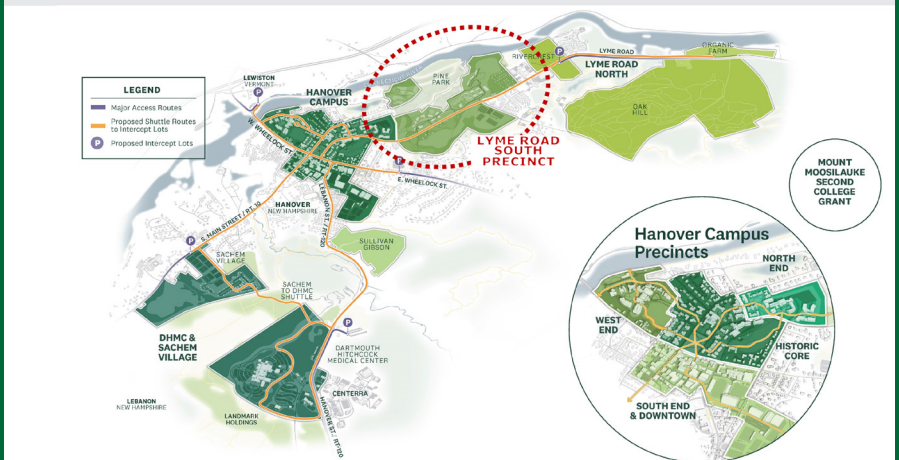 LEGEND
Major Access Routes
Proposed Shuttle Routes
to Intercept Lots
P
Proposed Intercept Lots
LEWISTON
VERMONT
P
HANOVER
CAMPUS
W. WHEELOCK ST.
PINE
PARK
RIVERCREST
P
LYME ROAD
LYME ROAD
NORTH
ORGANIC
FARM
OAK
HILL
LYME ROAD
SOUTH
PRECINCT
P
E. WHEELOCK ST.
LEBANON ST. / RT-120
HANOVER
NEW HAMPSHIRE
S. MAIN STREET / RT. 10
P
SACHEM
VILLAGE
SULLIVAN
GIBSON
SACHEM
TO DHMC
SHUTTLE
P
DHMC &
SACHEM
VILLAGE
DARTMOUTH
HITCHCOCK
MEDICAL CENTER
CENTERRA
LEBANON
NEW HAMPSHIRE
LANDMARK
HOLDINGS
HANOVER ST. / RT-120
MOUNT
MOOSILAUKE
SECOND
COLLEGE
GRANT
Hanover Campus
Precincts
NORTH
END
WEST
END
HISTORIC
CORE
SOUTH END
& DOWNTOWN